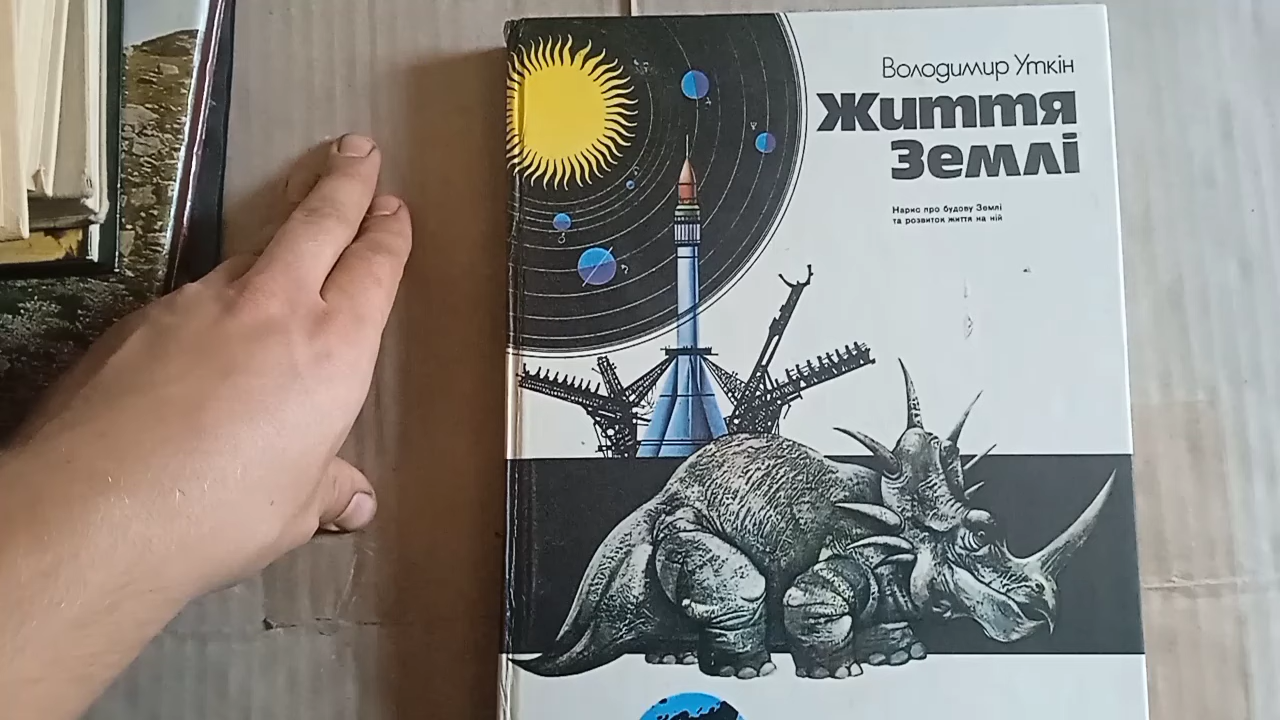 Володимир Уткін
Життя
Землі
Нарис про будову Землі
та розвиток життя на ній